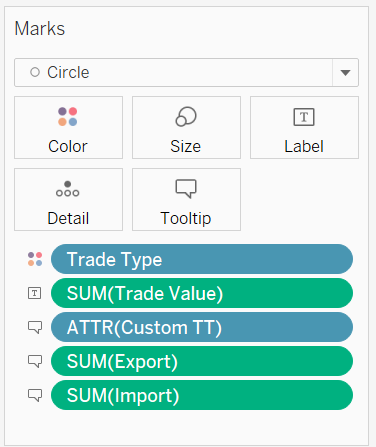 Marks
Circle
Color Size Label
Detail Tooltip
Trade Type
T SUM(Trade Value)
ATTR(Custom TT)
SUM(Export)
SUM(Import)